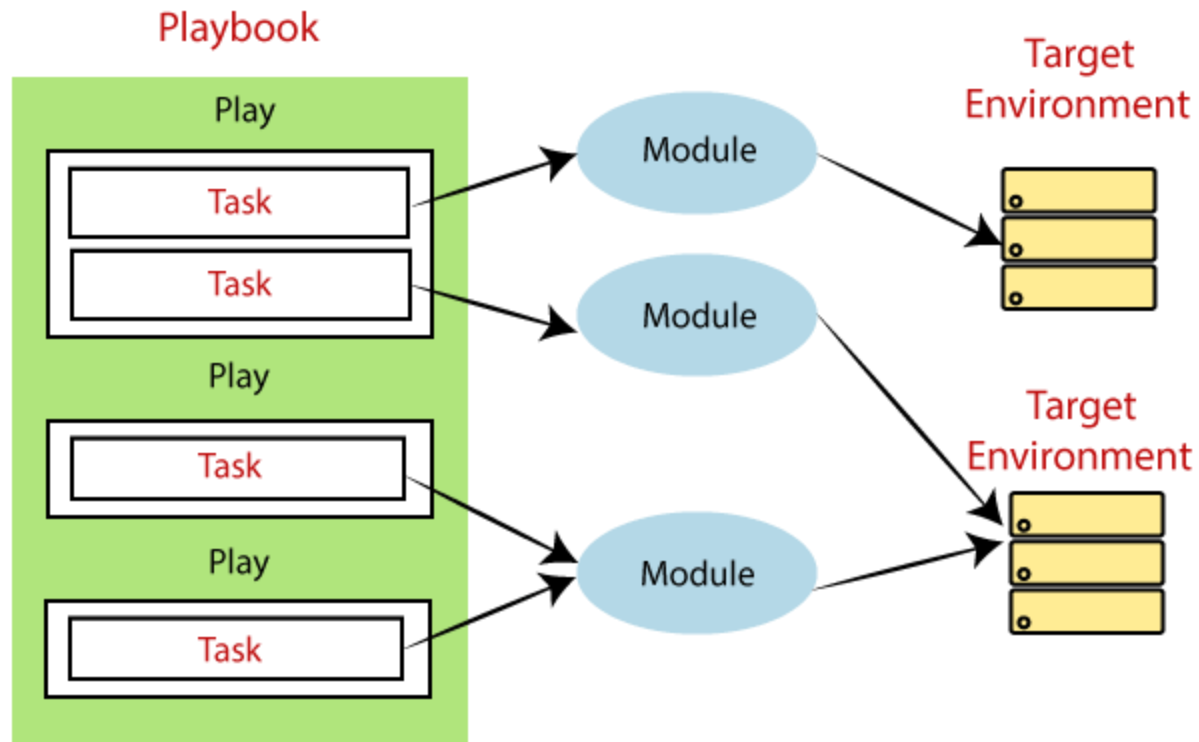 Playbook
Play
Task
Task
Play
Task
Play
Task
Module
Module
Module
Target
Environment
Target
Environment